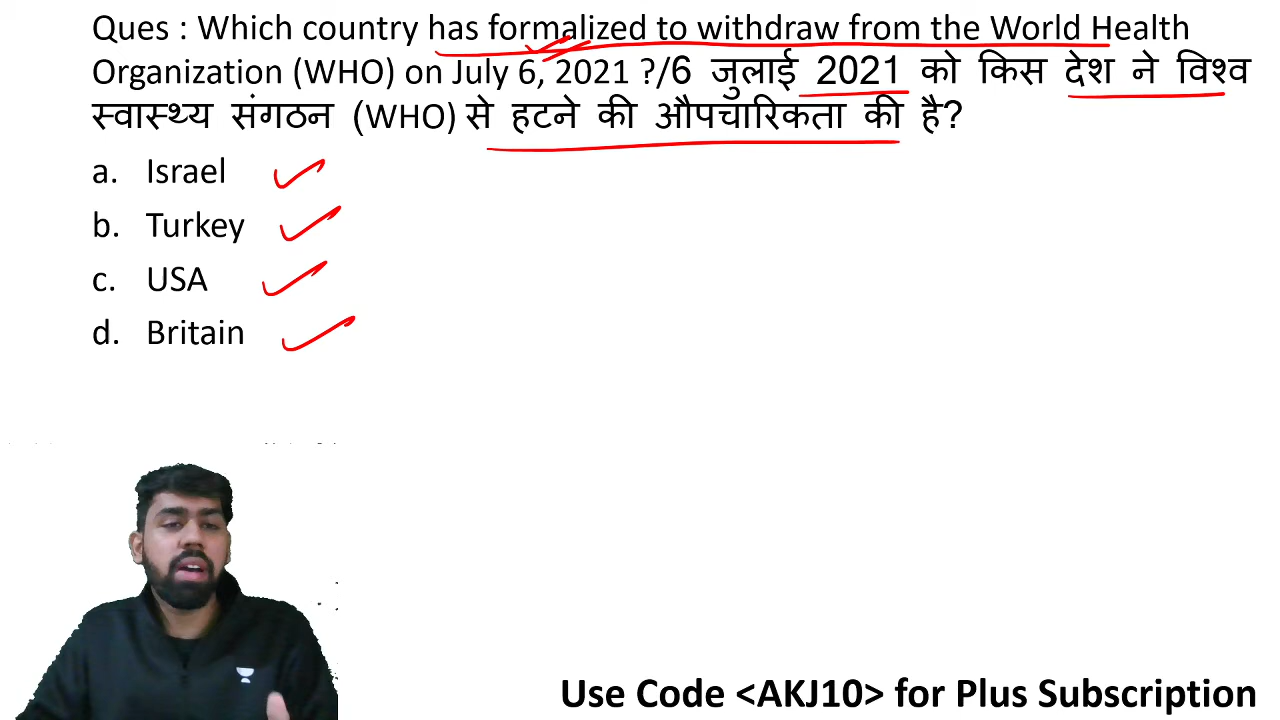 Ques : Which country has formalized to withdraw from the World Health
Organization (WHO) on July 6, 2021 ?/6 जुलाई 2021 को किस देश ने विश्व
स्वास्थ्य संगठन (WHO) से हटने की औपचारिकता की है?
a. Israel
b. Turkey
c. USA
d. Britain
Use Code <AKJ10> for Plus Subscription